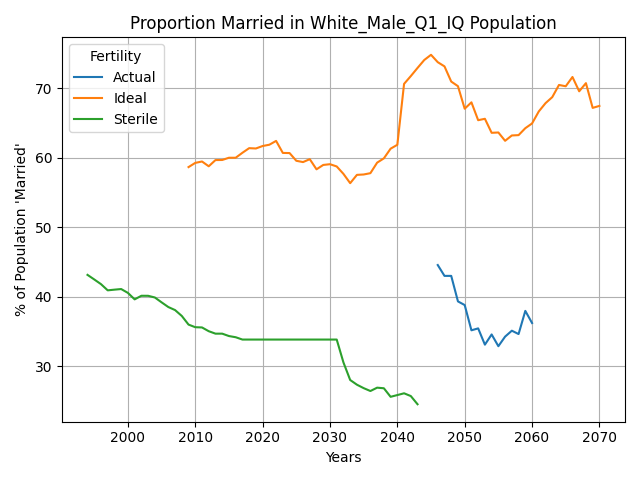 Proportion Married in White_Male_Q1_IQ Population
Fertility
Actual
Ideal
Sterile
% of Population 'Married'
70
60
50
40
30
2000 2010 2020 2030 2040 2050 2060 2070
Years